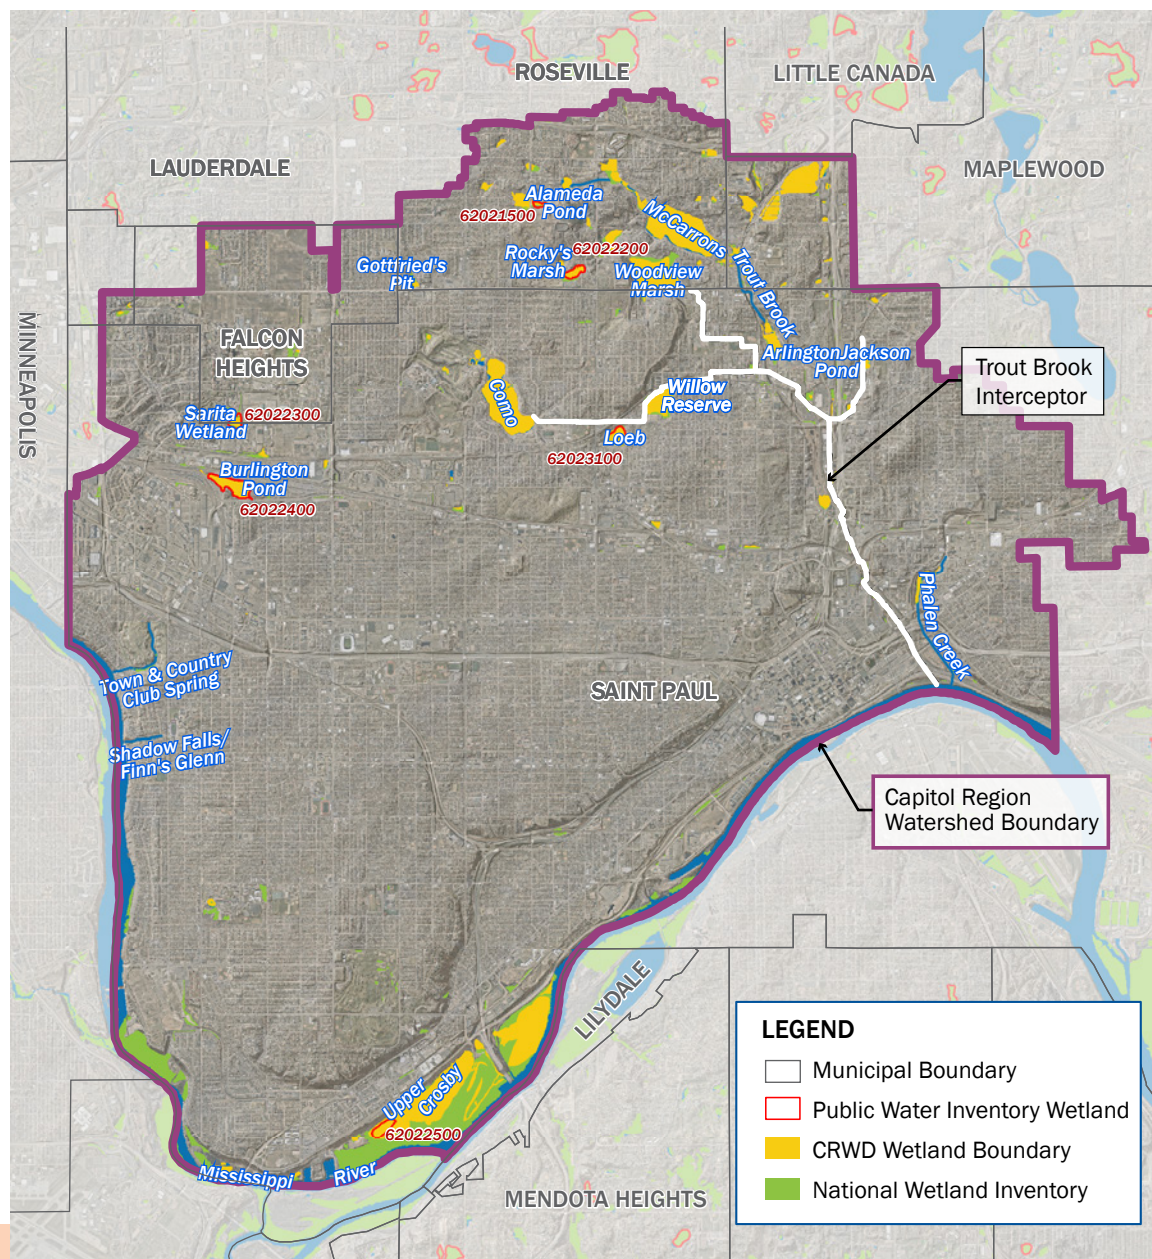 ROSEVILLE
LITTLE CANADA
LAUDERDALE
MAPLEWOOD
Alameda
Pond
62021500
McCarrons
Rocky's
Marsh
62022200
Gottfried's
Pit
Woodview
Marsh
Trout Brook
MINNEAPOLIS
FALCON
HEIGHTS
Arlington Jackson
Pond
Trout Brook
Interceptor
Como
Willow
Reserve
Sarita
Wetland
62022300
Loeb
62023100
Burlington
Pond
62022400
Phalen Creek
Town & Country
Club Spring
SAINT PAUL
Shadow Falls/
Finn's Glenn
Capitol Region
Watershed Boundary
LILYDALE
Upper
Crosby
62022500
Mississippi
River
MENDOTA HEIGHTS
LEGEND
Municipal Boundary
Public Water Inventory Wetland
CRWD Wetland Boundary
National Wetland Inventory